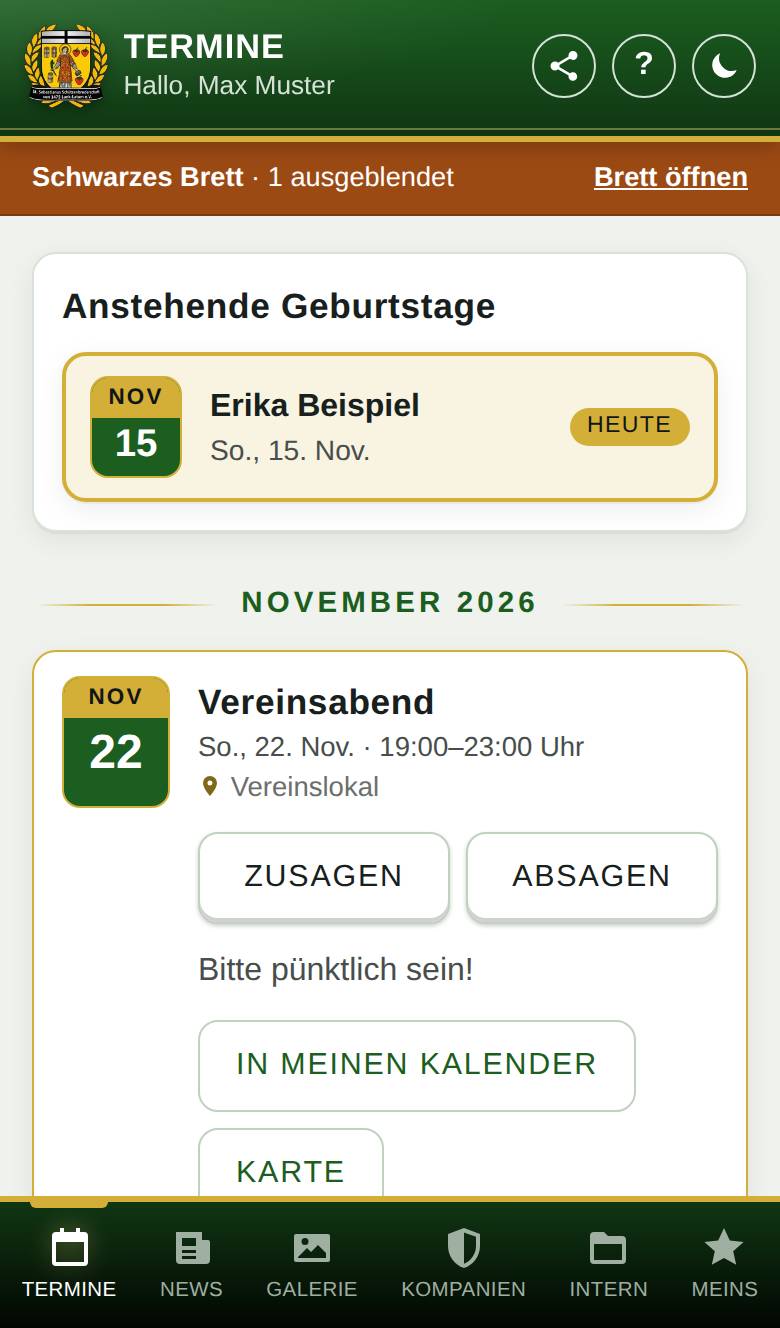 TERMINE
Hallo, Max Muster
?
Schwarzes Brett · 1 ausgeblendet
Brett öffnen
Anstehende Geburtstage
NOV
15
Erika Beispiel
So., 15. Nov.
HEUTE
NOVEMBER 2026
NOV
22
Vereinsabend
So., 22. Nov. · 19:00–23:00 Uhr
Vereinslokal
ZUSAGEN
ABSAGEN
Bitte pünktlich sein!
IN MEINEN KALENDER
KARTE
TERMINE
NEWS
GALERIE
KOMPANIEN
INTERN
MEINS